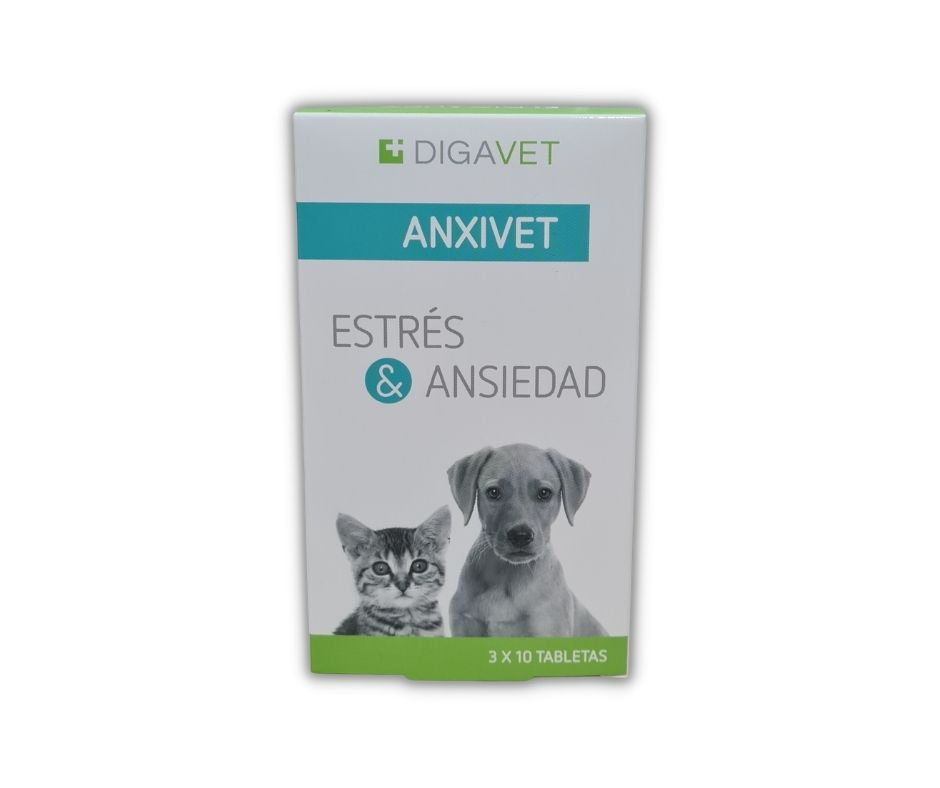 DIGAVET
ANXIVET
ESTRÉS
& ANSIEDAD
3 X 10 TABLETAS